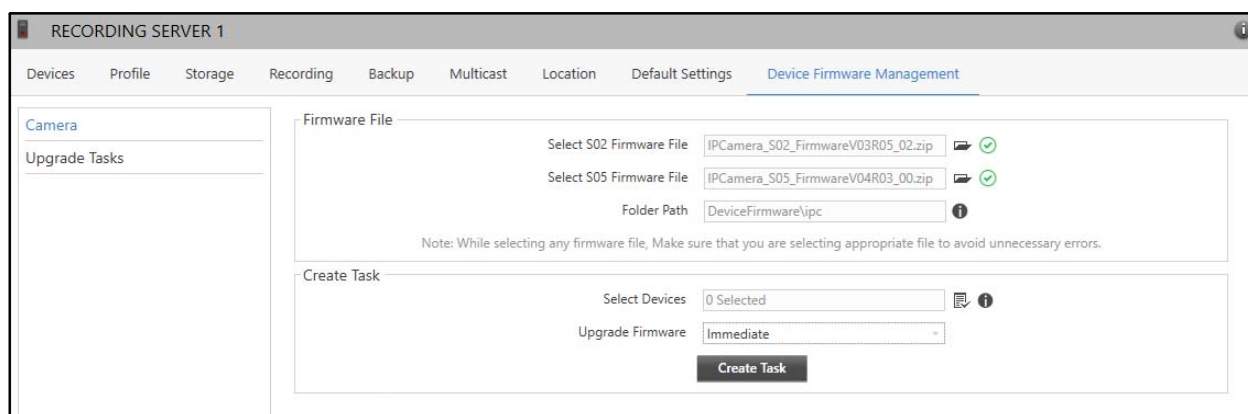 RECORDING SERVER 1
Devices Profile Storage Recording Backup Multicast Location Default Settings Device Firmware Management
Camera
Upgrade Tasks
Firmware File
Select S02 Firmware File IPCamera_S02_FirmwareV03R05_02.zip
Select S05 Firmware File IPCamera_S05_FirmwareV04R03_00.zip
Folder Path DeviceFirmware\ipc
Note: While selecting any firmware file, Make sure that you are selecting appropriate file to avoid unnecessary errors.
Create Task
Select Devices 0 Selected
Upgrade Firmware Immediate
Create Task